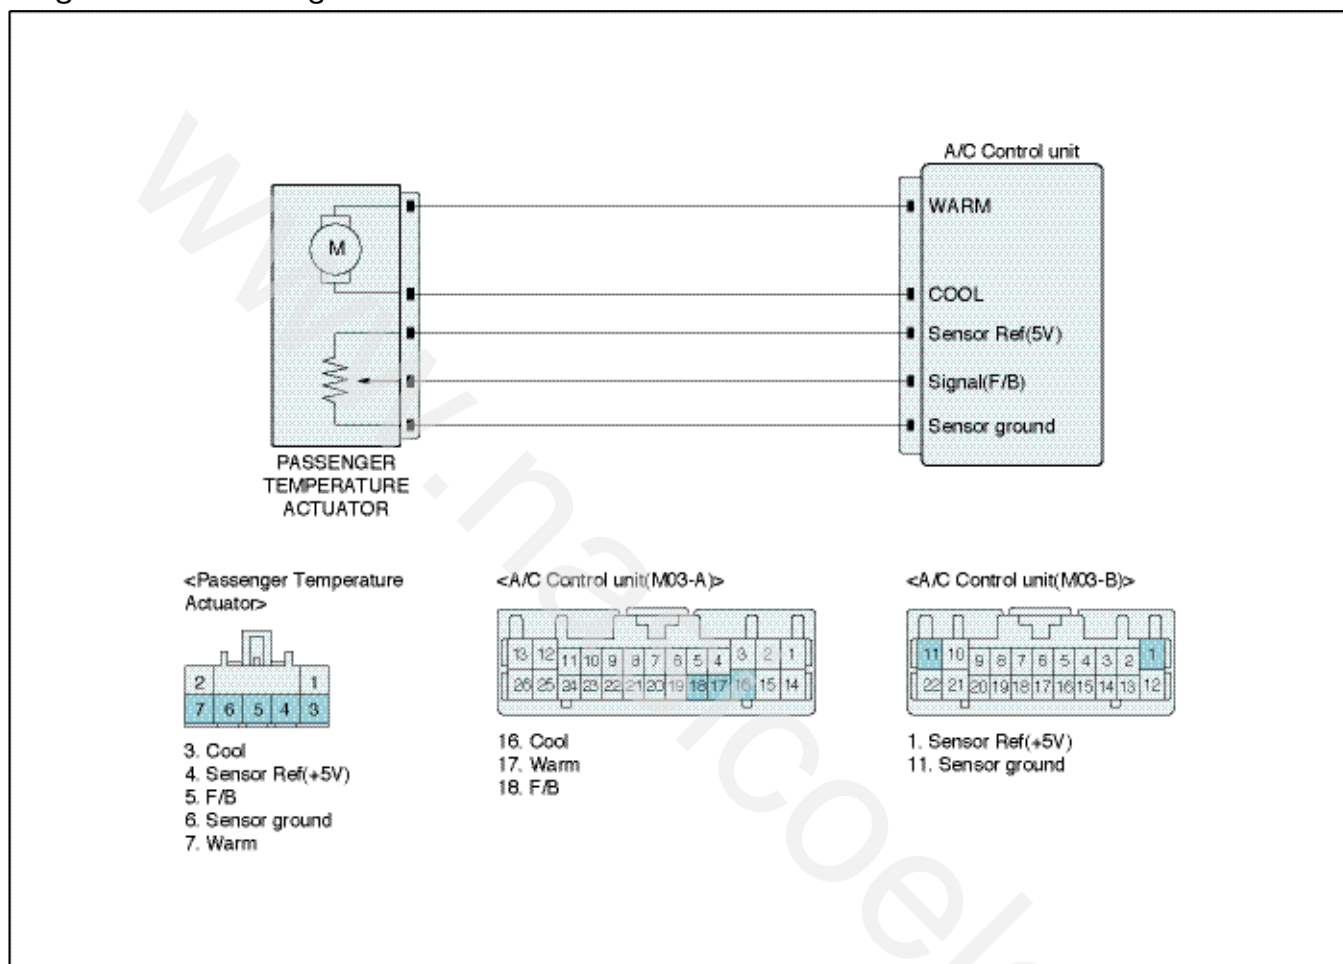 A/C Control unit
WARM
M
COOL
Sensor Ref(5V)
Signal(F/B)
Sensor ground
PASSENGER
TEMPERATURE
ACTUATOR
<Passenger Temperature
Actuator>
2 1
7 6 5 4 3
3. Cool
4. Sensor Ref(+5V)
5. F/B
6. Sensor ground
7. Warm
<A/C Control unit(M03-A)>
13 12 11 10 9 8 7 6 5 4 3 2 1
26 25 24 23 22 21 20 19 18 17 16 15 14
16. Cool
17. Warm
18. F/B
<A/C Control unit(M03-B)>
11 10 9 8 7 6 5 4 3 2 1
22 21 20 19 18 17 16 15 14 13 12
1. Sensor Ref(+5V)
11. Sensor ground